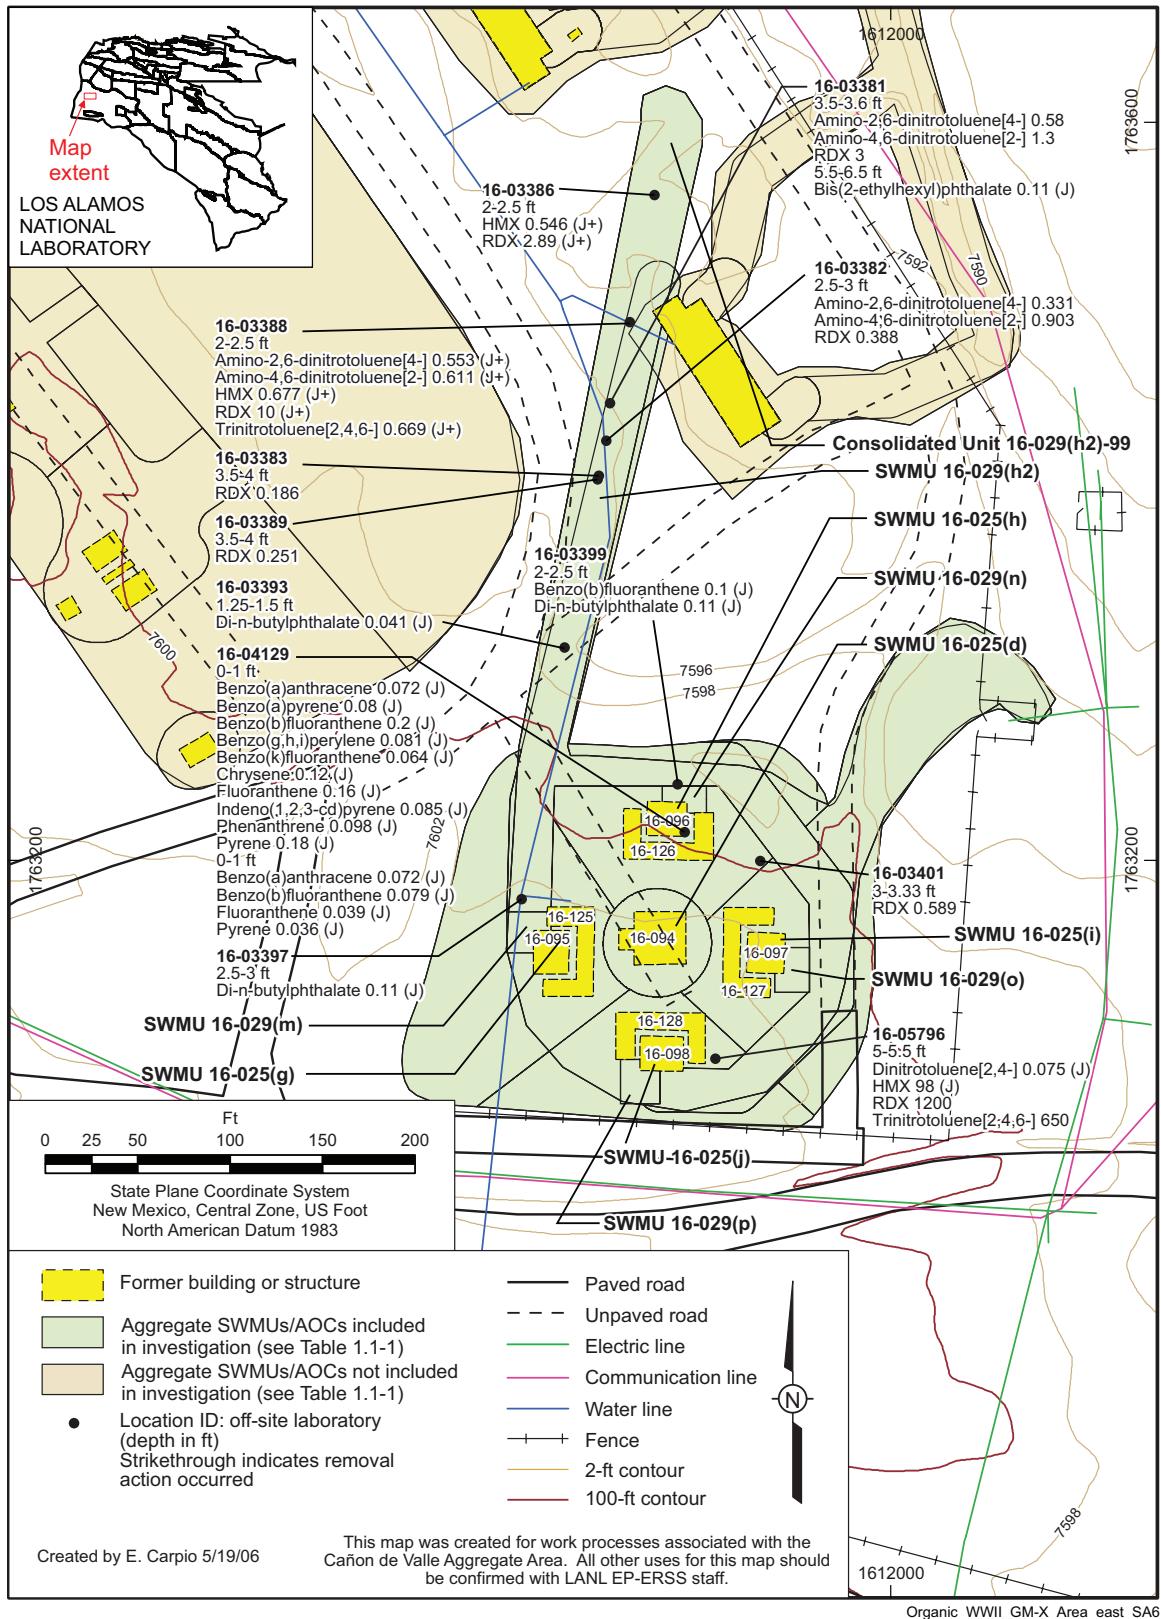 Map
extent
LOS ALAMOS
NATIONAL
LABORATORY
1612000
1763600
16-03381
3.5-3.6 ft
Amino-2,6-dinitrotoluene[4-] 0.58
Amino-4,6-dinitrotoluene[2-] 1.3
RDX 3
5.5-6.5 ft
Bis(2-ethylhexyl)phthalate 0.11 (J)
16-03386
2-2.5 ft
HMX 0.546 (J+)
RDX 2.89 (J+)
7592
7590
16-03382
2.5-3 ft
Amino-2,6-dinitrotoluene[4-] 0.331
Amino-4,6-dinitrotoluene[2-] 0.903
RDX 0.388
16-03388
2-2.5 ft
Amino-2,6-dinitrotoluene[4-] 0.553 (J+)
Amino-4,6-dinitrotoluene[2-] 0.611 (J+)
HMX 0.677 (J+)
RDX 10 (J+)
Trinitrotoluene[2,4,6-] 0.669 (J+)
16-03383
3.5-4 ft
RDX 0.186
16-03389
3.5-4 ft
RDX 0.251
Consolidated Unit 16-029(h2)-99
SWMU 16-029(h2)
SWMU 16-025(h)
16-03399
2-2.5 ft
Benzo(b)fluoranthene 0.1 (J)
Di-n-butylphthalate 0.11 (J)
SWMU 16-029(n)
16-03393
1.25-1.5 ft
Di-n-butylphthalate 0.041 (J)
SWMU 16-025(d)
7600
7596
7598
16-04129
0-1 ft
Benzo(a)anthracene 0.072 (J)
Benzo(a)pyrene 0.08 (J)
Benzo(b)fluoranthene 0.2 (J)
Benzo(g,h,i)perylene 0.081 (J)
Benzo(k)fluoranthene 0.064 (J)
Chrysene 0.12 (J)
Fluoranthene 0.16 (J)
Indeno(1,2,3-cd)pyrene 0.085 (J)
Phenanthrene 0.098 (J)
Pyrene 0.18 (J)
0-1 ft
Benzo(a)anthracene 0.072 (J)
Benzo(b)fluoranthene 0.079 (J)
Fluoranthene 0.039 (J)
Pyrene 0.036 (J)
7602
1763200
1763200
16-096
16-126
16-03401
3-3.33 ft
RDX 0.589
16-125
16-095
16-094
16-097
16-127
SWMU 16-025(i)
16-03397
2.5-3 ft
Di-n-butylphthalate 0.11 (J)
SWMU 16-029(o)
SWMU 16-029(m)
16-128
16-098
16-05796
5-5.5 ft
Dinitrotoluene[2,4-] 0.075 (J)
HMX 98 (J)
RDX 1200
Trinitrotoluene[2,4,6-] 650
SWMU 16-025(g)
SWMU 16-025(j)
SWMU 16-029(p)
Ft
0 25 50 100 150 200
State Plane Coordinate System
New Mexico, Central Zone, US Foot
North American Datum 1983
Former building or structure
Aggregate SWMUs/AOCs included
in investigation (see Table 1.1-1)
Aggregate SWMUs/AOCs not included
in investigation (see Table 1.1-1)
Location ID: off-site laboratory
(depth in ft)
Strikethrough indicates removal
action occurred
Paved road
Unpaved road
Electric line
Communication line
Water line
Fence
2-ft contour
100-ft contour
N
7598
1612000
Created by E. Carpio 5/19/06
This map was created for work processes associated with the
Cañon de Valle Aggregate Area. All other uses for this map should
be confirmed with LANL EP-ERSS staff.
Organic_WWII_GM-X_Area_east_SA6